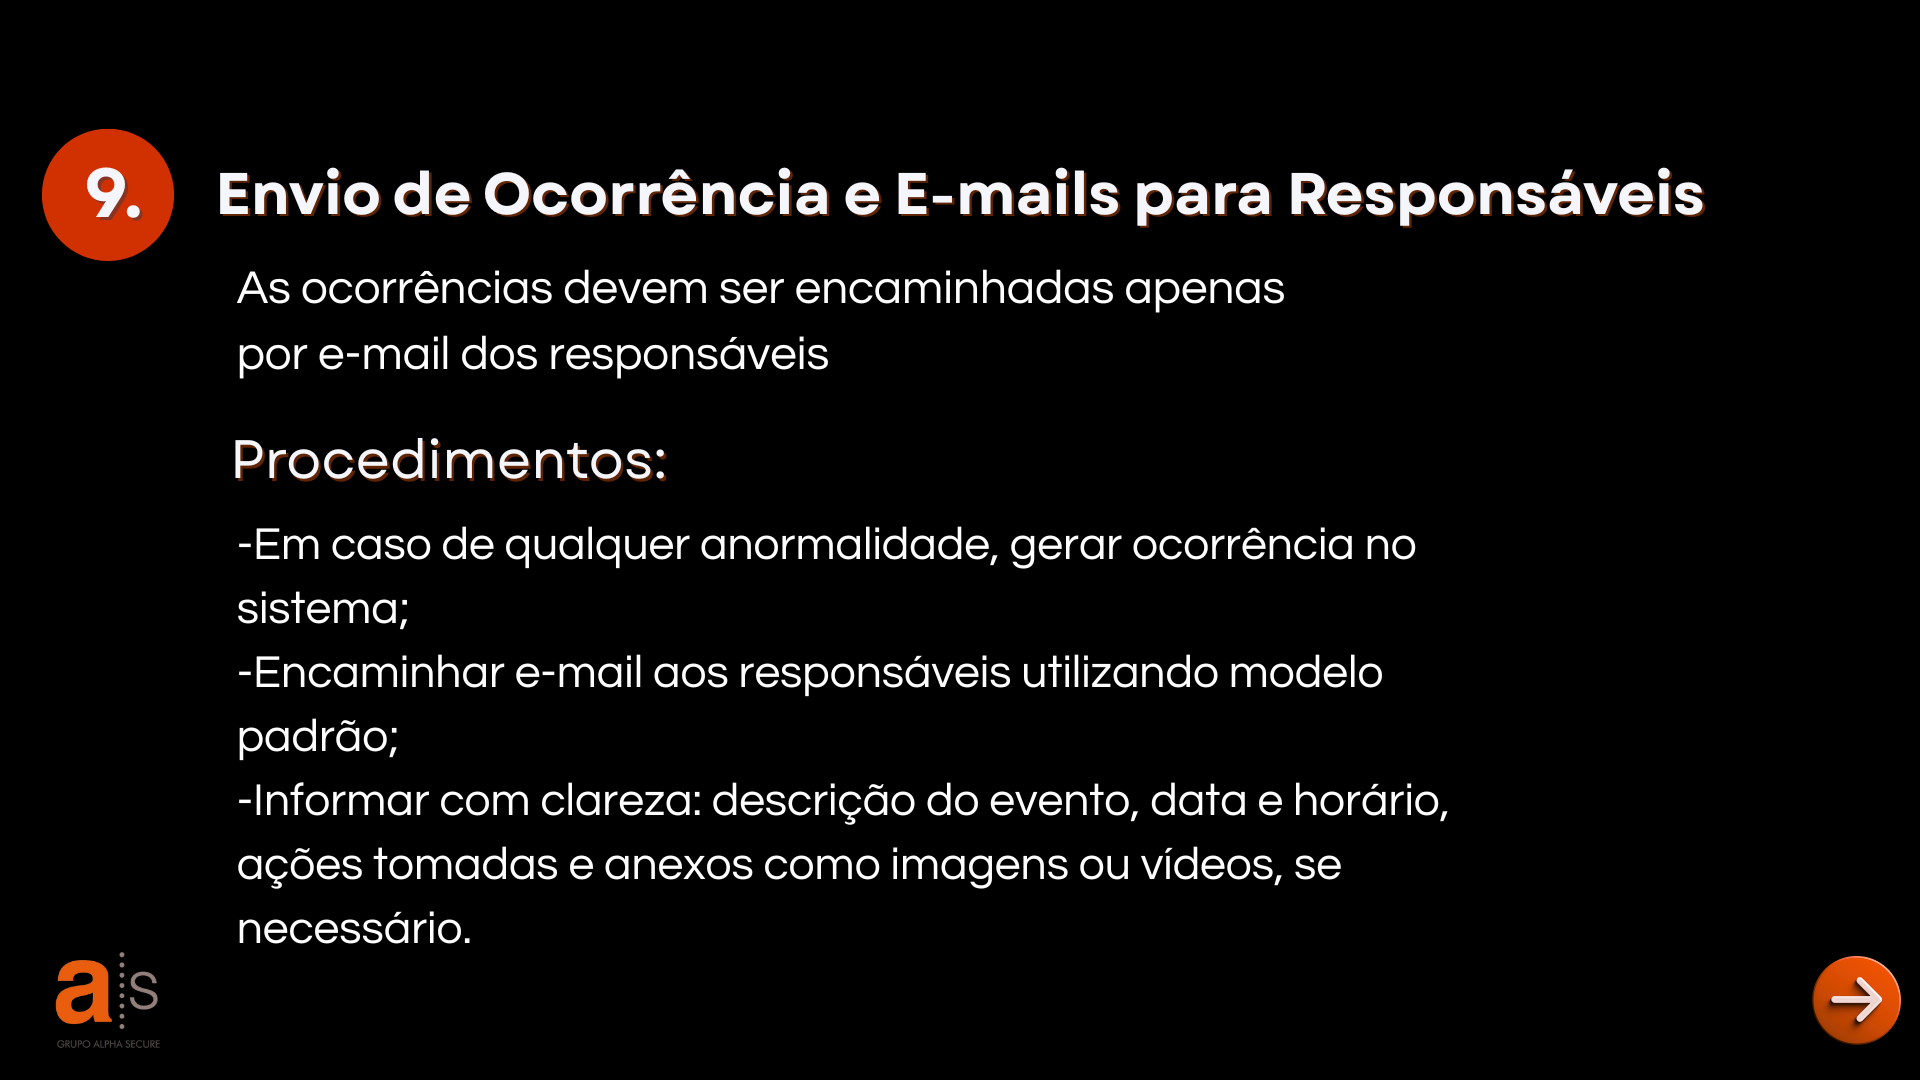 9.
Envio de Ocorrência e E-mails para Responsáveis
As ocorrências devem ser encaminhadas apenas
por e-mail dos responsáveis
Procedimentos:
-Em caso de qualquer anormalidade, gerar ocorrência no
sistema;
-Encaminhar e-mail aos responsáveis utilizando modelo
padrão;
-Informar com clareza: descrição do evento, data e horário,
ações tomadas e anexos como imagens ou vídeos, se
necessário.
a s
GRUPO ALPHA SECURE